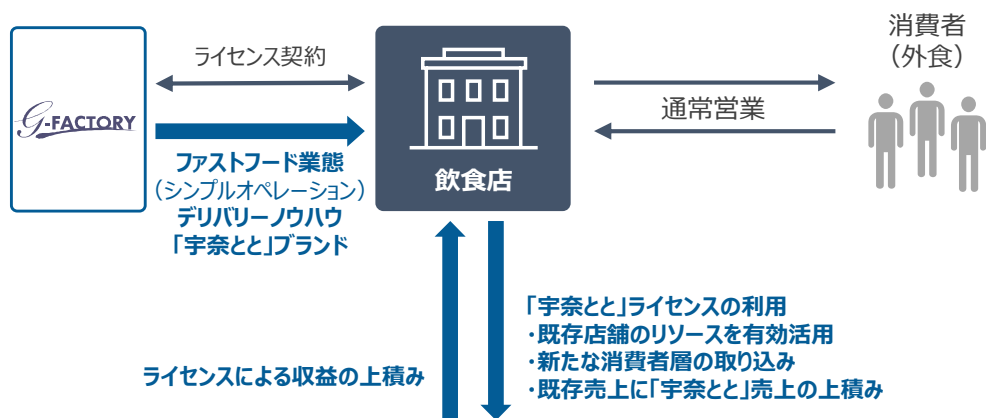 G-FACTORY
ライセンス契約
ファストフード業態
（シンプルオペレーション）
デリバリーノウハウ
「宇奈とと」ブランド
飲食店
通常営業
消費者
（外食）
ライセンスによる収益の上積み
「宇奈とと」ライセンスの利用
・既存店舗のリソースを有効活用
・新たな消費者層の取り込み
・既存売上に「宇奈とと」売上の上積み